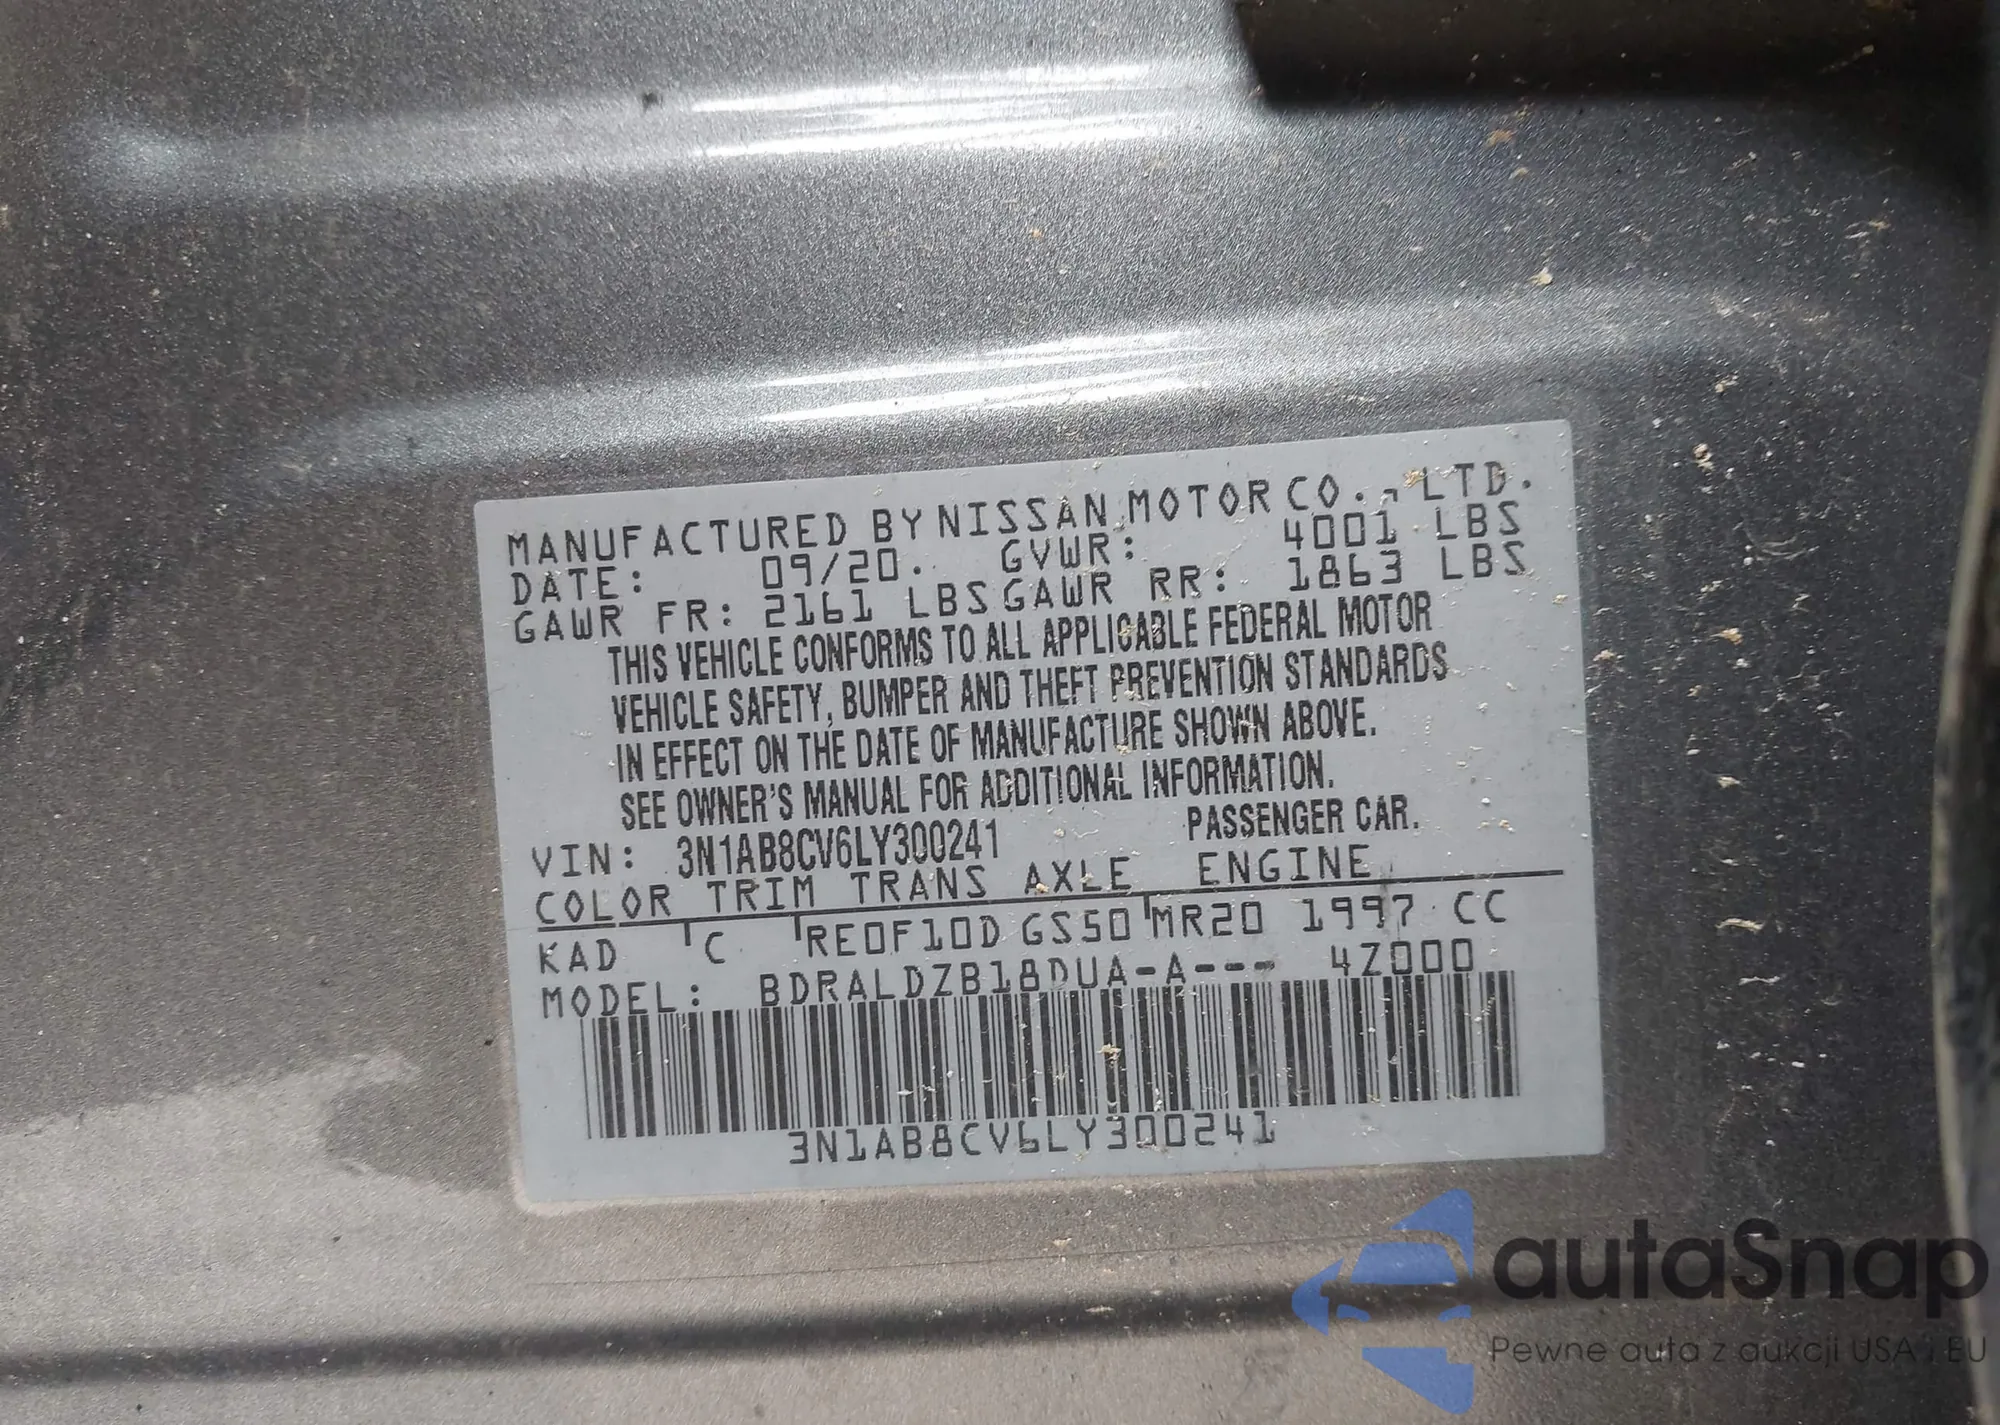 MANUFACTURED BY NISSAN MOTOR CO., LTD.
DATE: 09/20. GVWR: 4001 LBS
GAWR FR: 2161 LBS GAWR RR: 1863 LBS
THIS VEHICLE CONFORMS TO ALL APPLICABLE FEDERAL MOTOR
VEHICLE SAFETY, BUMPER AND THEFT PREVENTION STANDARDS
IN EFFECT ON THE DATE OF MANUFACTURE SHOWN ABOVE.
SEE OWNER'S MANUAL FOR ADDITIONAL INFORMATION.
VIN: 3N1AB8CV6LY300241 PASSENGER CAR.
COLOR TRIM TRANS AXLE ENGINE
KAD C RE0F10D GS50 MR20 1997 CC
MODEL: BDRALDZB18DUA-A--- 4Z000
3N1AB8CV6LY300241
autaSnap
Pewne auta z aukcji USA i EU